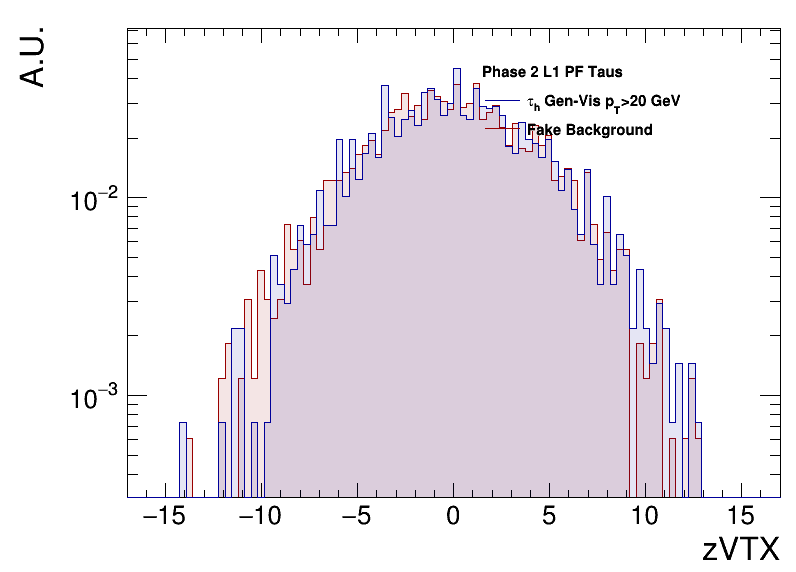 A.U.
Phase 2 L1 PF Taus
τh Gen-Vis pT>20 GeV
Fake Background
10−2
10−3
−15 −10 −5 0 5 10 15
zVTX